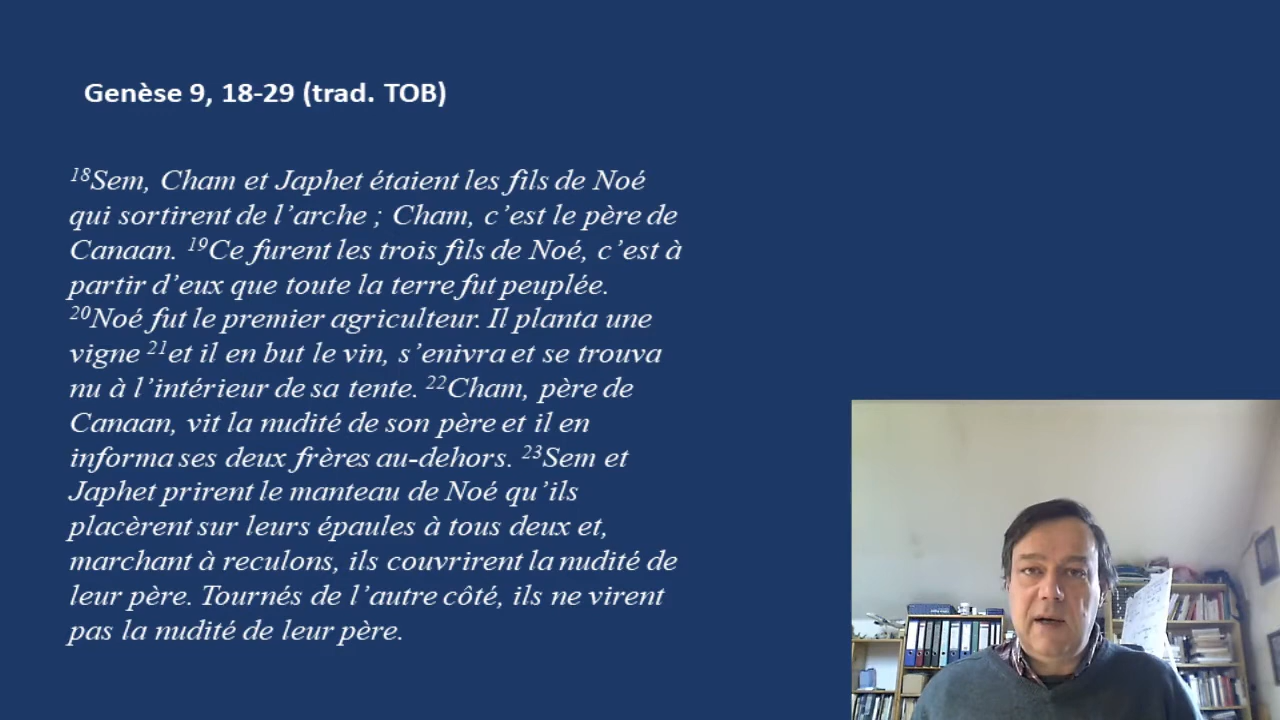 Genèse 9, 18-29 (trad. TOB)
¹⁸Sem, Cham et Japhet étaient les fils de Noé
qui sortirent de l’arche ; Cham, c’est le père de
Canaan. ¹⁹Ce furent les trois fils de Noé, c’est à
partir d’eux que toute la terre fut peuplée.
²⁰Noé fut le premier agriculteur. Il planta une
vigne ²¹et il en but le vin, s’enivra et se trouva
nu à l’intérieur de sa tente. ²²Cham, père de
Canaan, vit la nudité de son père et il en
informa ses deux frères au-dehors. ²³Sem et
Japhet prirent le manteau de Noé qu’ils
placèrent sur leurs épaules à tous deux et,
marchant à reculons, ils couvrirent la nudité de
leur père. Tournés de l’autre côté, ils ne virent
pas la nudité de leur père.